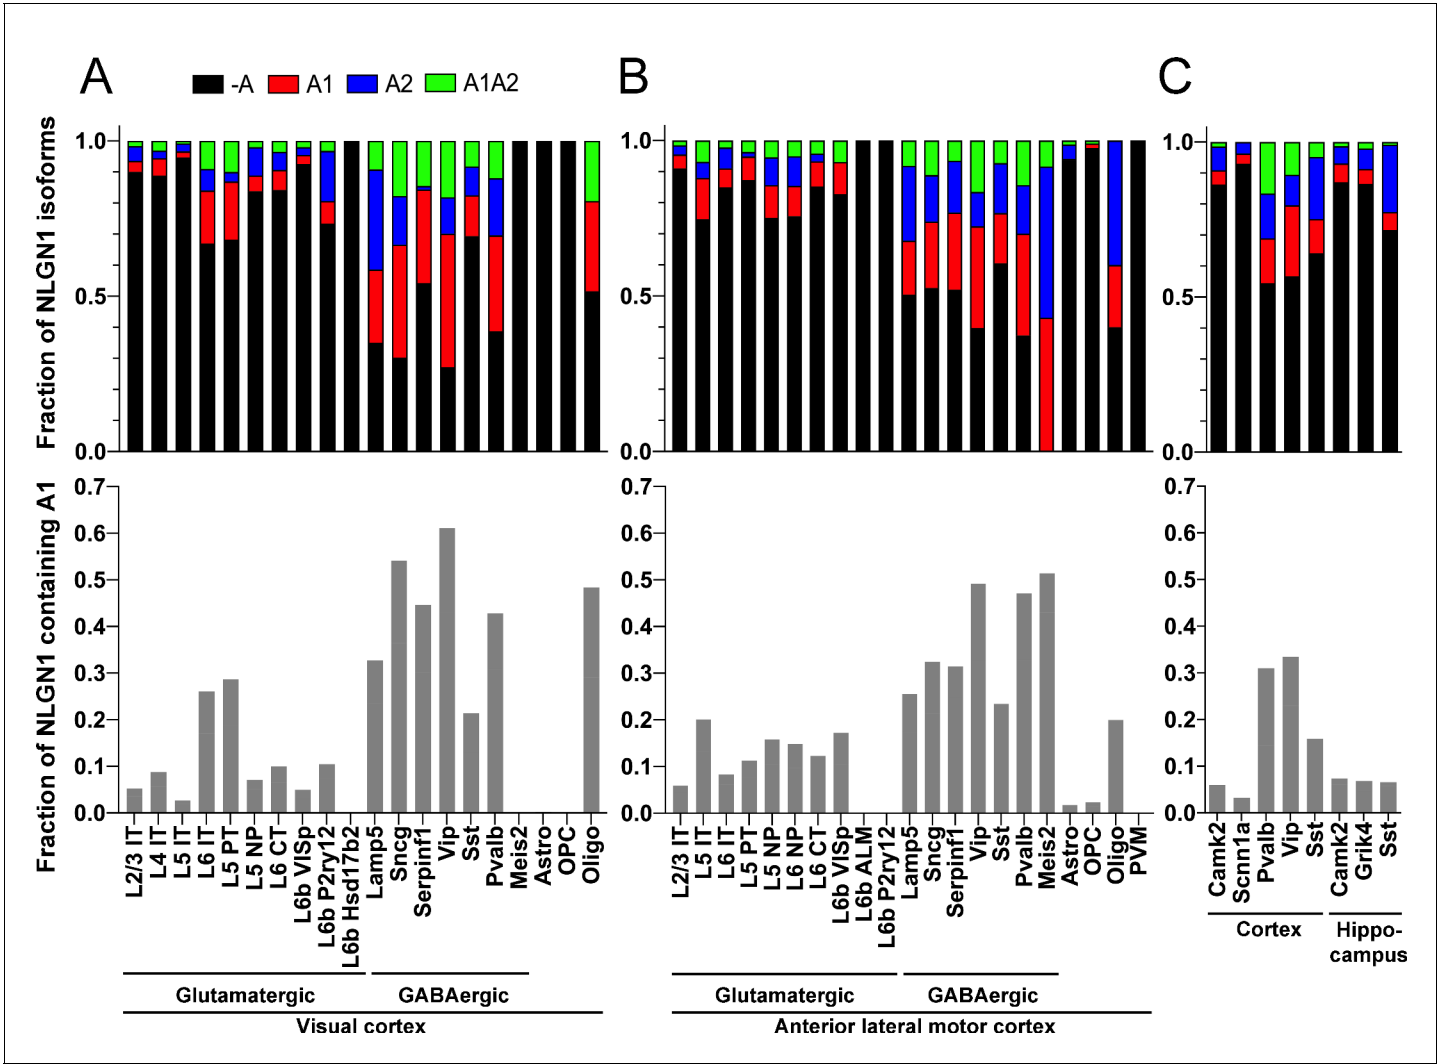 A
B
C
-A A1 A2 A1A2
Fraction of NLGN1 isoforms
1.0
0.5
0.0
1.0
0.5
0.0
1.0
0.5
0.0
Fraction of NLGN1 containing A1
0.7
0.6
0.5
0.4
0.3
0.2
0.1
0.0
0.7
0.6
0.5
0.4
0.3
0.2
0.1
0.0
0.7
0.6
0.5
0.4
0.3
0.2
0.1
0.0
L2/3 IT
L4 IT
L5 IT
L6 IT
L5 PT
L5 NP
L6 CT
L6b VISp
L6b P2ry12
L6b Hsd17b2
Lamp5
Sncg
Serpinf1
Vip
Sst
Pvalb
Meis2
Astro
OPC
Oligo
Glutamatergic
GABAergic
Visual cortex
L2/3 IT
L5 IT
L6 IT
L5 PT
L5 NP
L6 NP
L6 CT
L6b VISp
L6b ALM
L6b P2ry12
Lamp5
Sncg
Serpinf1
Vip
Sst
Pvalb
Meis2
Astro
OPC
Oligo
PVM
Glutamatergic
GABAergic
Anterior lateral motor cortex
Camk2
Scnn1a
Pvalb
Vip
Sst
Camk2
Grik4
Sst
Cortex
Hippo-
campus